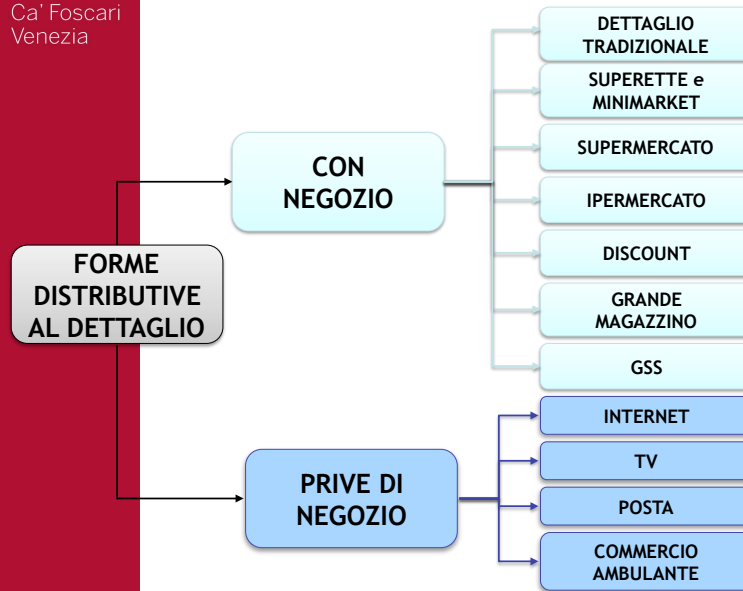 Ca' Foscari
Venezia
FORME
DISTRIBUTIVE
AL DETTAGLIO
CON
NEGOZIO
DETTAGLIO
TRADIZIONALE
SUPERETTE e
MINIMARKET
SUPERMERCATO
IPERMERCATO
DISCOUNT
GRANDE
MAGAZZINO
GSS
PRIVE DI
NEGOZIO
INTERNET
TV
POSTA
COMMERCIO
AMBULANTE